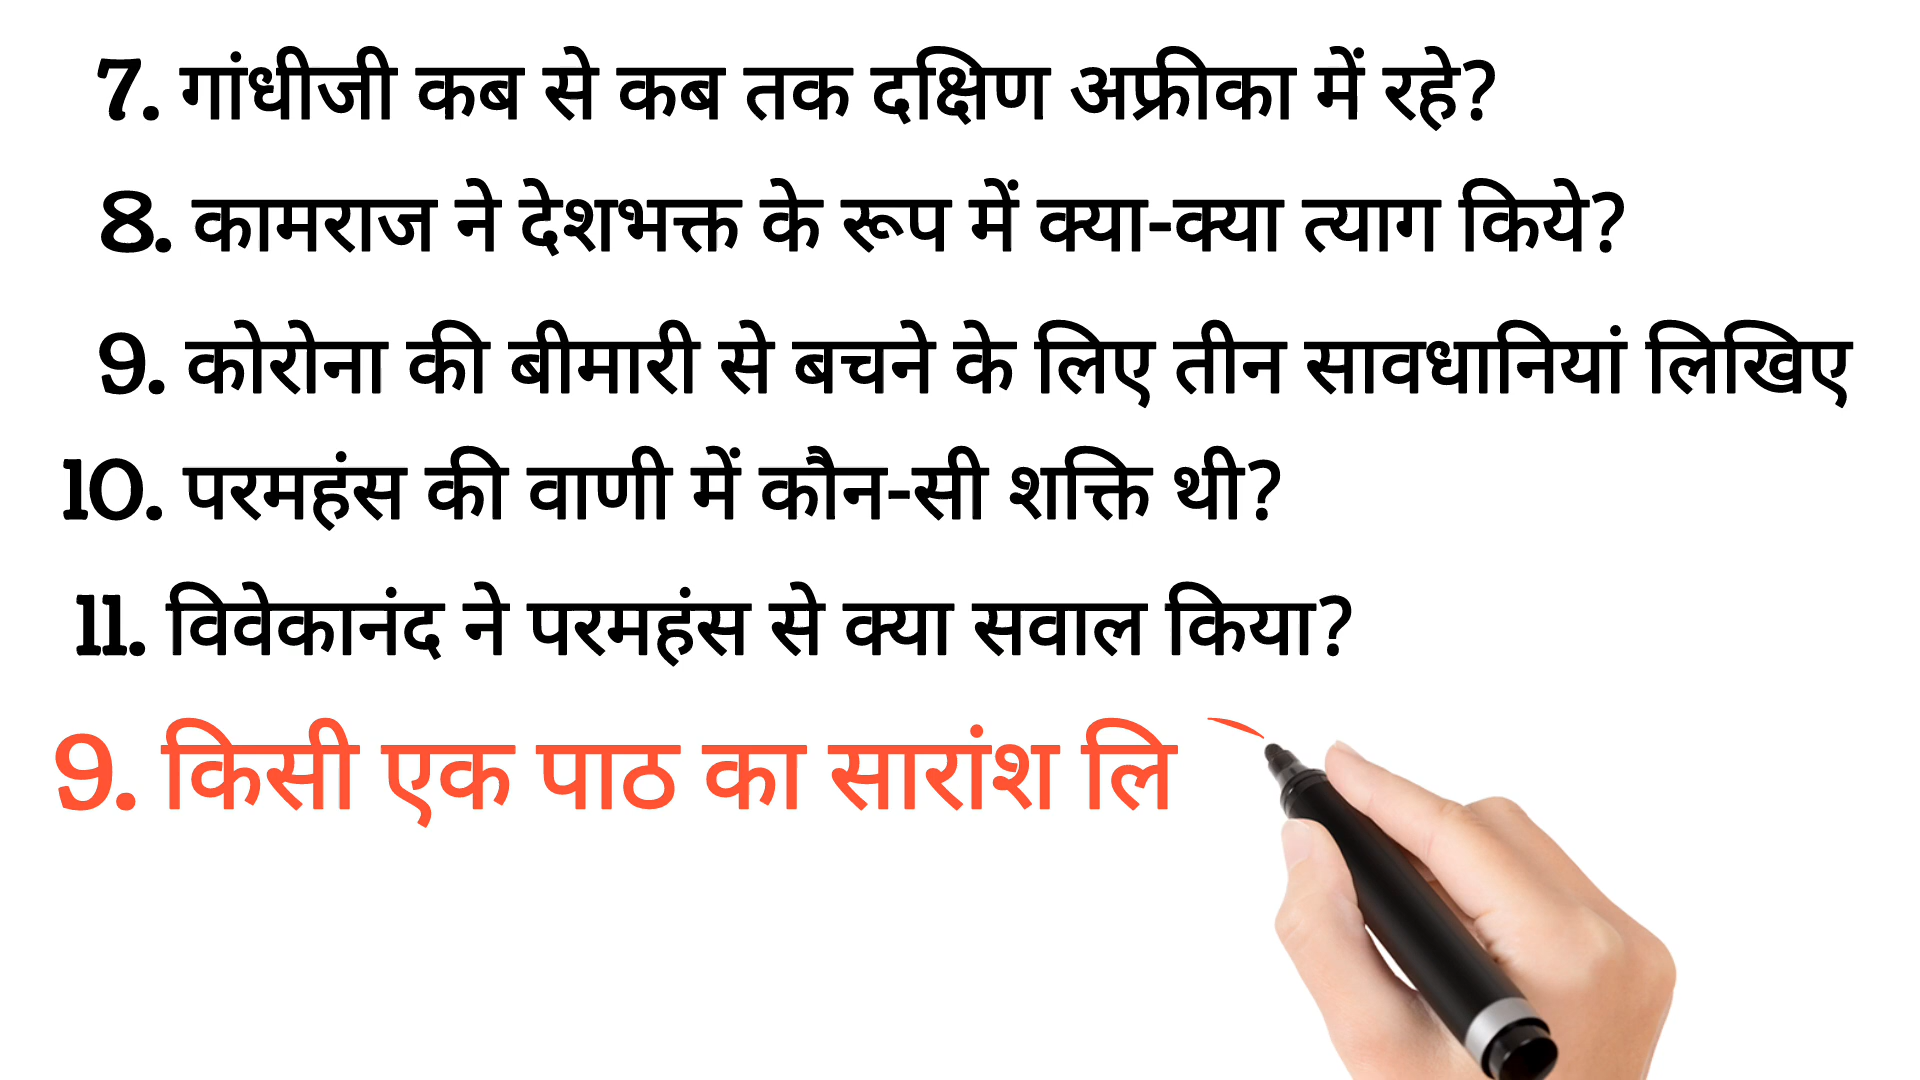 7. गांधीजी कब से कब तक दक्षिण अफ्रीका में रहे?
8. कामराज ने देशभक्त के रूप में क्या-क्या त्याग किये?
9. कोरोना की बीमारी से बचने के लिए तीन सावधानियां लिखिए
10. परमहंस की वाणी में कौन-सी शक्ति थी?
11. विवेकानंद ने परमहंस से क्या सवाल किया?
9. किसी एक पाठ का सारांश लि